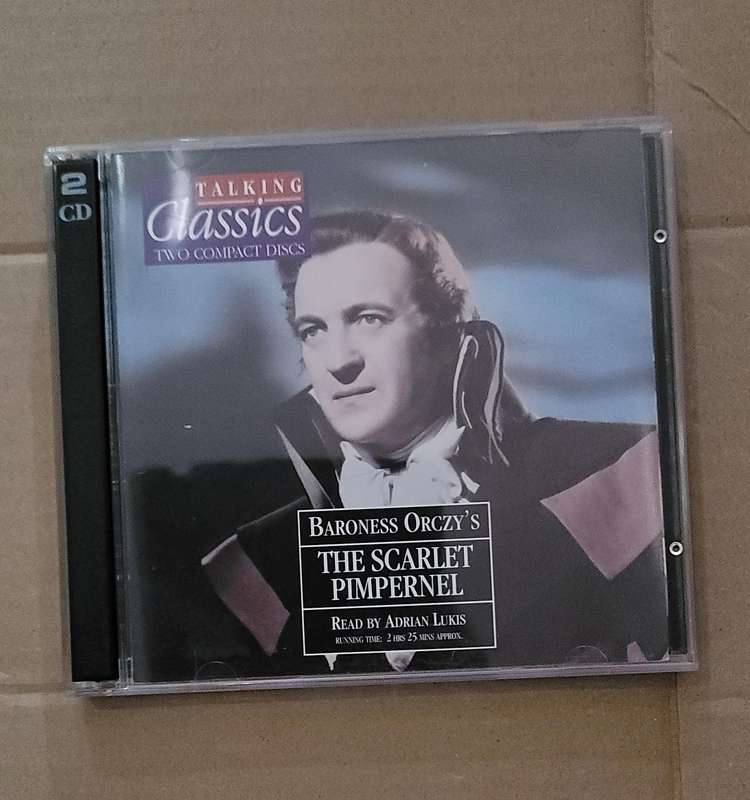 2
CD
TALKING
Classics
TWO COMPACT DISCS
BARONESS ORCZY'S
THE SCARLET
PIMPERNEL
READ BY ADRIAN LUKIS
RUNNING TIME: 2 HRS 25 MINS APPROX.